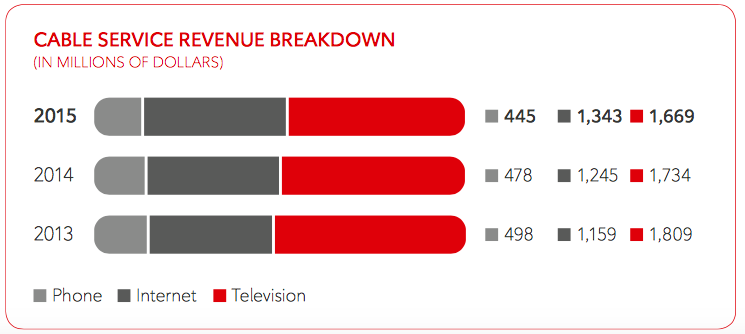 CABLE SERVICE REVENUE BREAKDOWN
(IN MILLIONS OF DOLLARS)
2015 445 1,343 1,669
2014 478 1,245 1,734
2013 498 1,159 1,809
Phone Internet Television